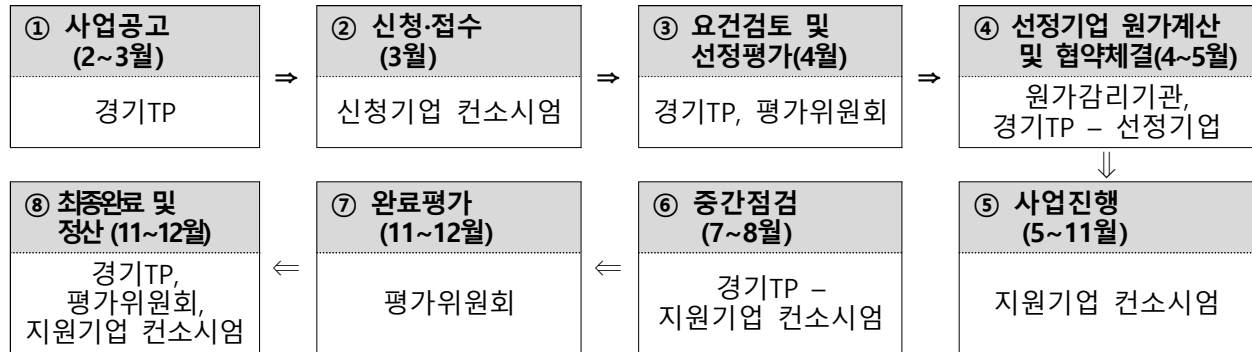 ① 사업공고
(2~3월)
경기TP
⇒
② 신청·접수
(3월)
신청기업 컨소시엄
⇒
③ 요건검토 및
선정평가(4월)
경기TP, 평가위원회
⇒
④ 선정기업 원가계산
및 협약체결(4~5월)
원가감리기관,
경기TP – 선정기업
⇓
⑤ 사업진행
(5~11월)
지원기업 컨소시엄
⑥ 중간점검
(7~8월)
경기TP –
지원기업 컨소시엄
⇐
⑦ 완료평가
(11~12월)
평가위원회
⇐
⑧ 최종완료 및
정산 (11~12월)
경기TP,
평가위원회,
지원기업 컨소시엄